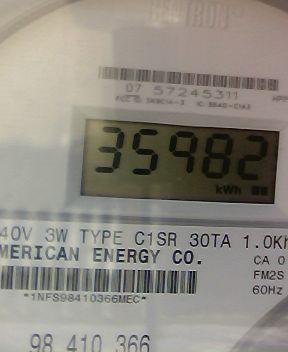 07 57245311
35982
kWh
40V 3W TYPE C1SR 30TA 1.0Kh
MERICAN ENERGY CO.
CA 0
FM2S
60Hz
*1NFS98410366MEC*
98 410 366